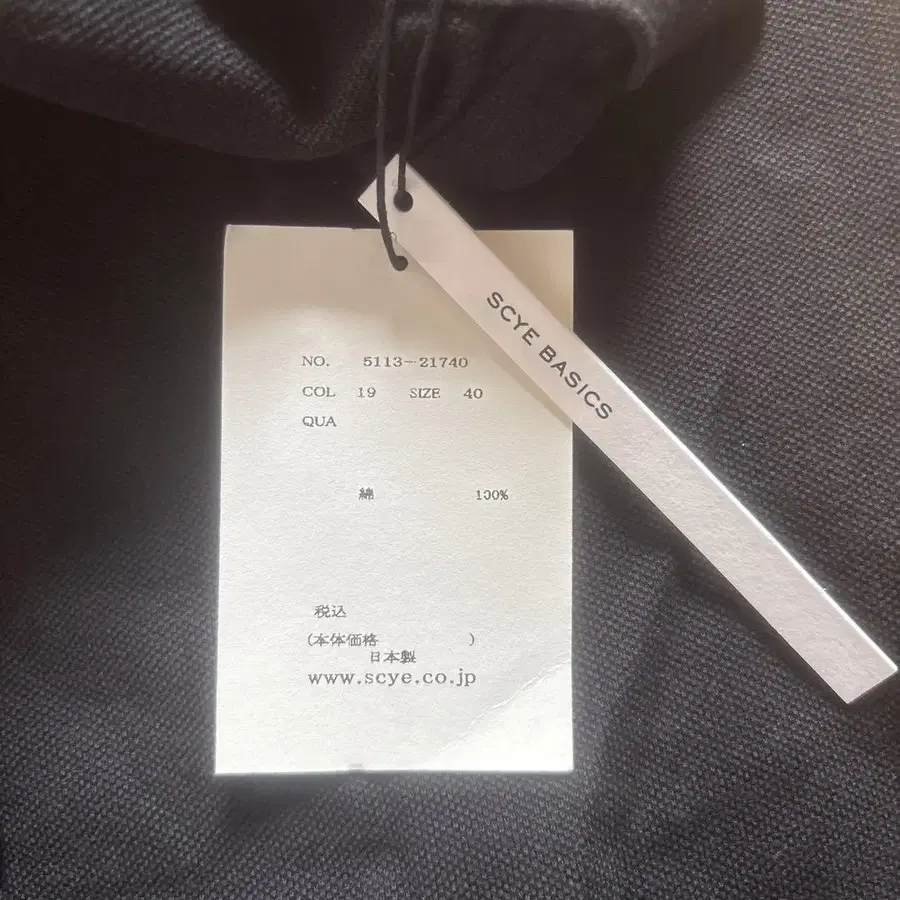 SCYE BASICS
NO. 5113-21740
COL 19 SIZE 40
QUA
綿 100%
税込
(本体価格 )
日本製
www.scye.co.jp